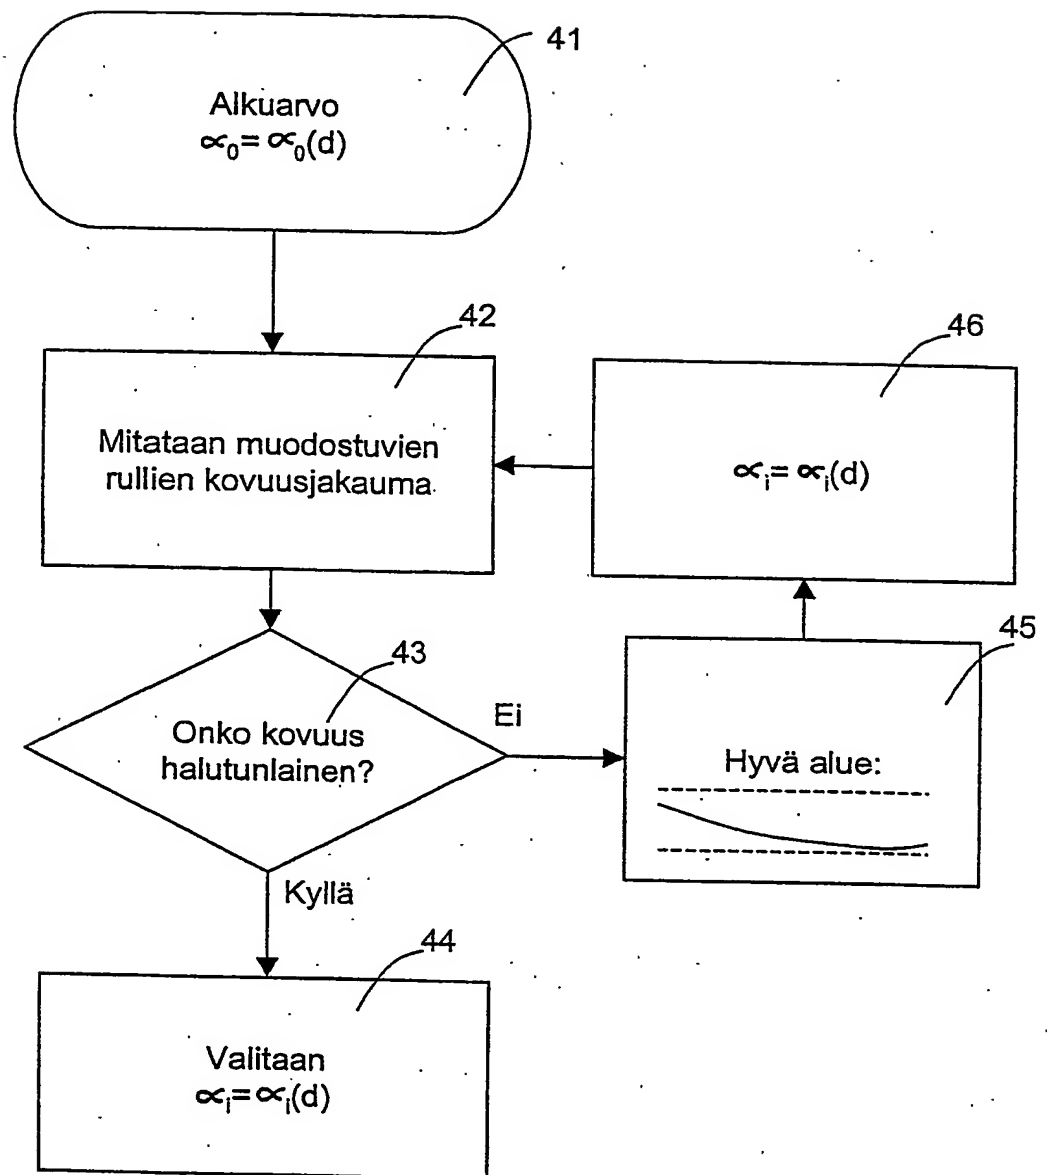 41
Alkuarvo
∝₀=∝₀(d)
42
Mitataan muodostuvien
rullien kovuusjakauma
46
∝ᵢ=∝ᵢ(d)
43
Onko kovuus
halutunlainen?
Ei
45
Hyvä alue:
Kyllä
44
Valitaan
∝ᵢ=∝ᵢ(d)